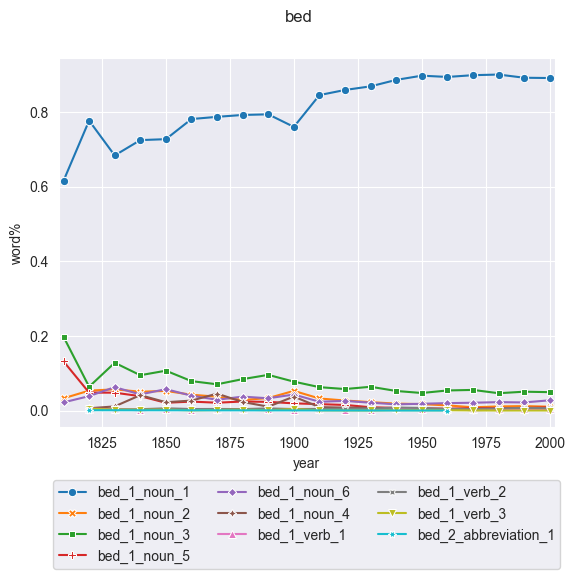 bed
0.8
0.6
0.4
0.2
0.0
word%
1825 1850 1875 1900 1925 1950 1975 2000
year
bed_1_noun_1 bed_1_noun_6 bed_1_verb_2
bed_1_noun_2 bed_1_noun_4 bed_1_verb_3
bed_1_noun_3 bed_1_verb_1 bed_2_abbreviation_1
bed_1_noun_5